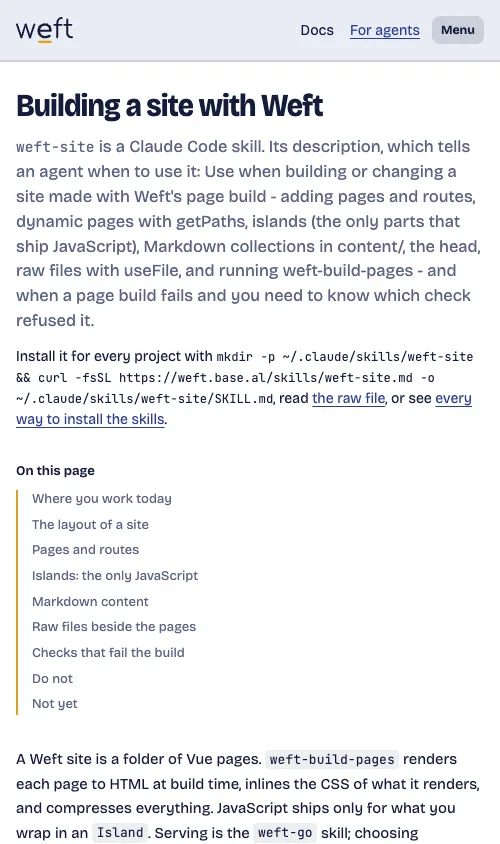 weft
Docs For agents Menu
Building a site with Weft
weft-site is a Claude Code skill. Its description, which tells
an agent when to use it: Use when building or changing a
site made with Weft's page build - adding pages and routes,
dynamic pages with getPaths, islands (the only parts that
ship JavaScript), Markdown collections in content/, the head,
raw files with useFile, and running weft-build-pages - and
when a page build fails and you need to know which check
refused it.
Install it for every project with mkdir -p ~/.claude/skills/weft-site
&& curl -fsSL https://weft.base.al/skills/weft-site.md -o
~/.claude/skills/weft-site/SKILL.md, read the raw file, or see every
way to install the skills.
On this page
Where you work today
The layout of a site
Pages and routes
Islands: the only JavaScript
Markdown content
Raw files beside the pages
Checks that fail the build
Do not
Not yet
A Weft site is a folder of Vue pages. weft-build-pages renders
each page to HTML at build time, inlines the CSS of what it renders,
and compresses everything. JavaScript ships only for what you
wrap in an Island. Serving is the weft-go skill; choosing